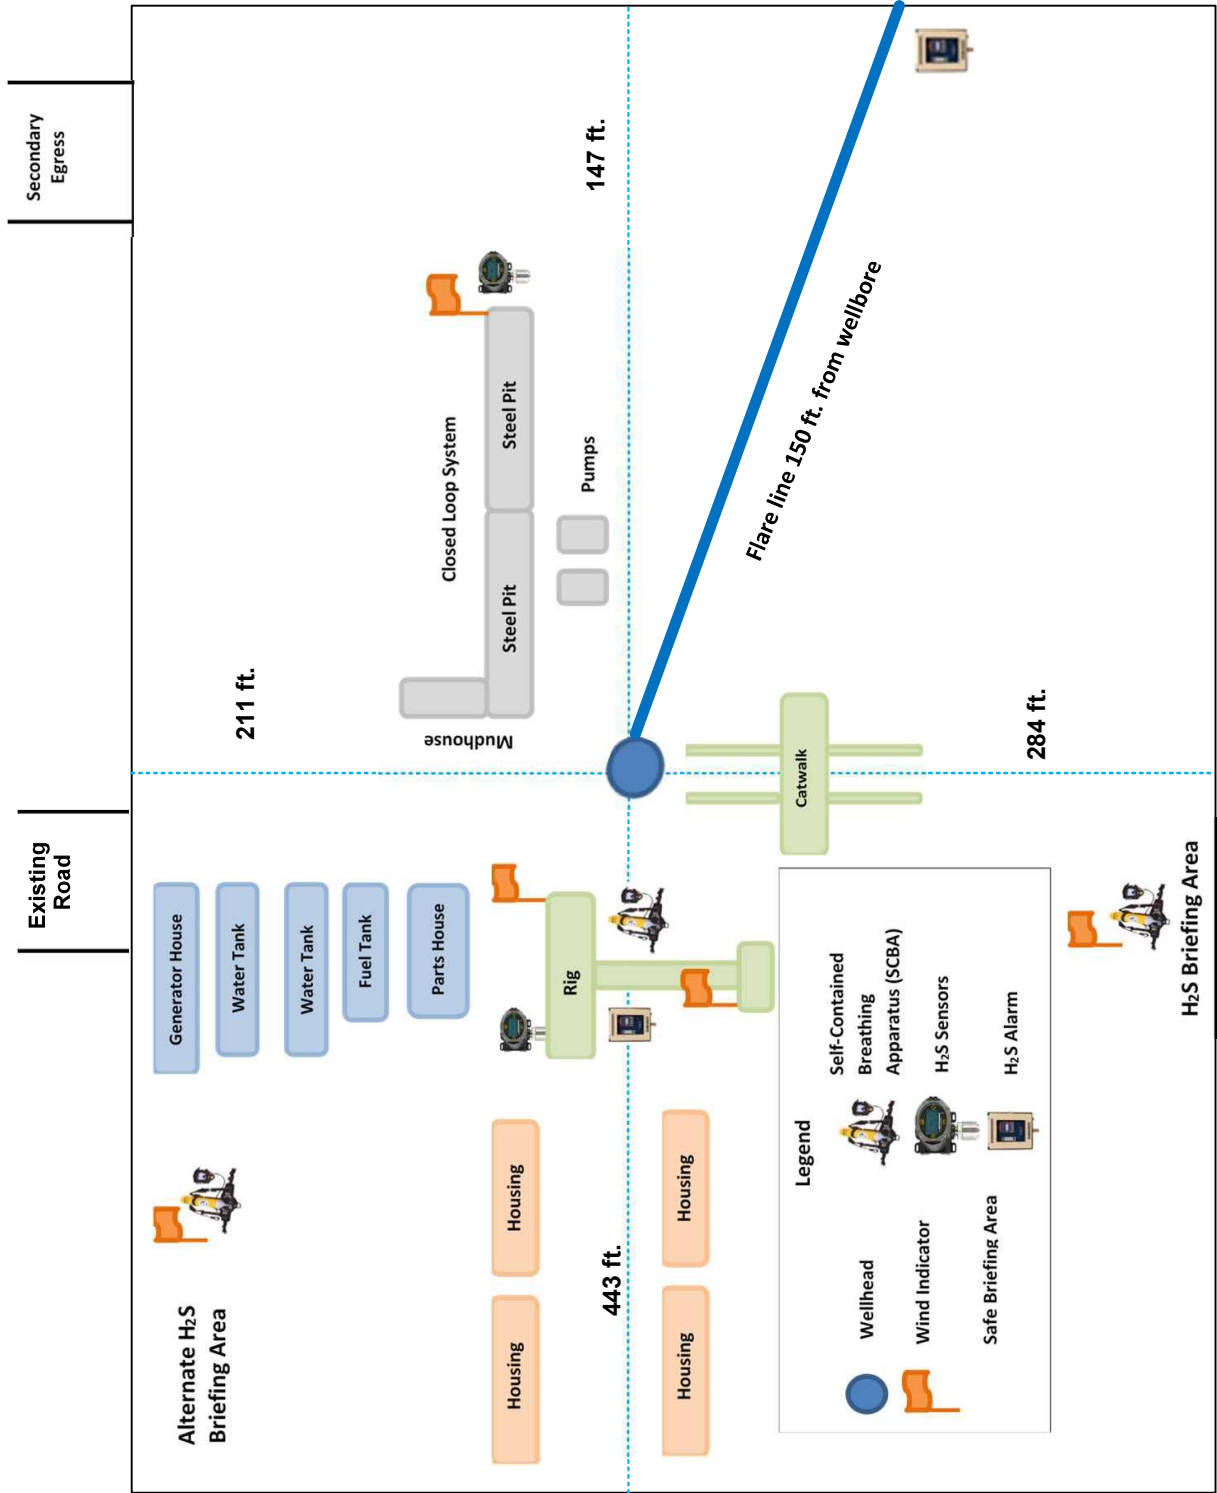 Secondary
Egress
147 ft.
Closed Loop System
Steel Pit
Steel Pit
Pumps
Flare line 150 ft. from wellbore
211 ft.
Mudhouse
284 ft.
Catwalk
Existing
Road
Generator House
Water Tank
Water Tank
Fuel Tank
Parts House
Rig
H2S Briefing Area
Alternate H2S
Briefing Area
Housing
Housing
Housing
Housing
443 ft.
Legend
Wellhead
Wind Indicator
Safe Briefing Area
Self-Contained
Breathing
Apparatus (SCBA)
H2S Sensors
H2S Alarm